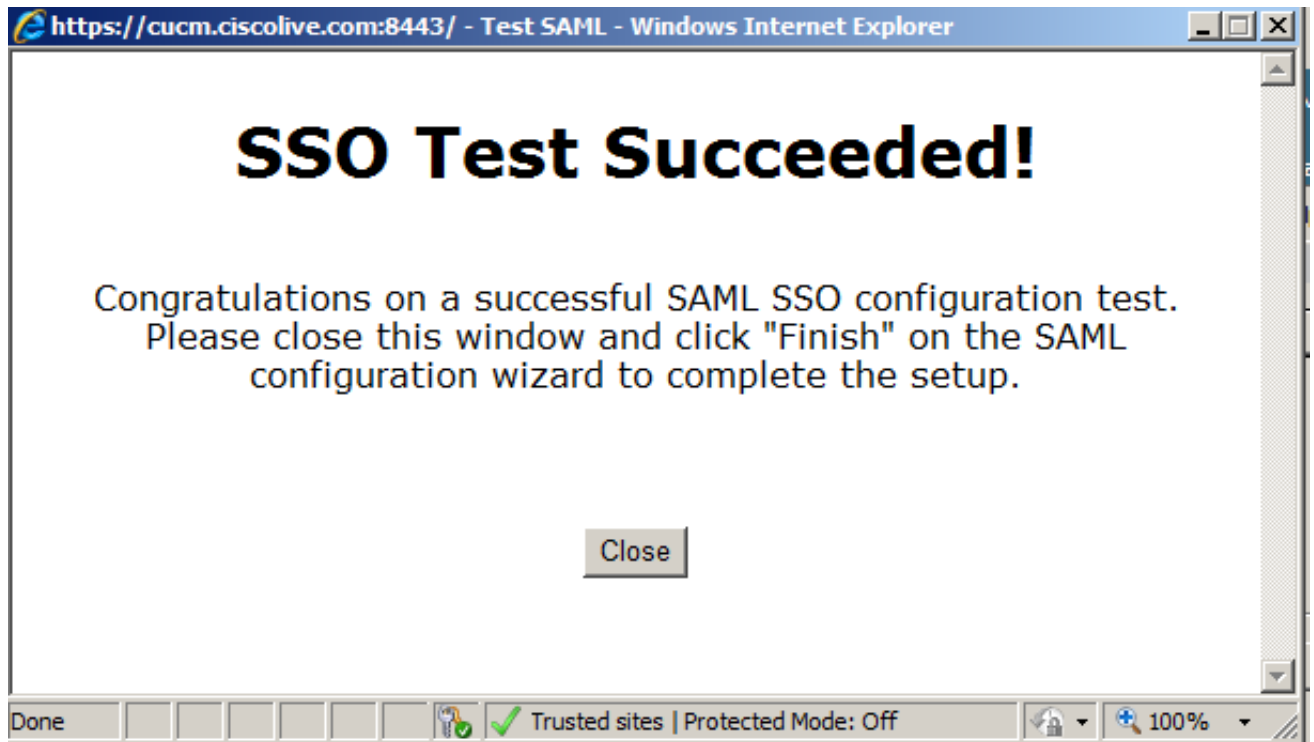 https://cucm.ciscolive.com:8443/ - Test SAML - Windows Internet Explorer
SSO Test Succeeded!
Congratulations on a successful SAML SSO configuration test.
Please close this window and click "Finish" on the SAML
configuration wizard to complete the setup.
Close
Done
Trusted sites | Protected Mode: Off
100%